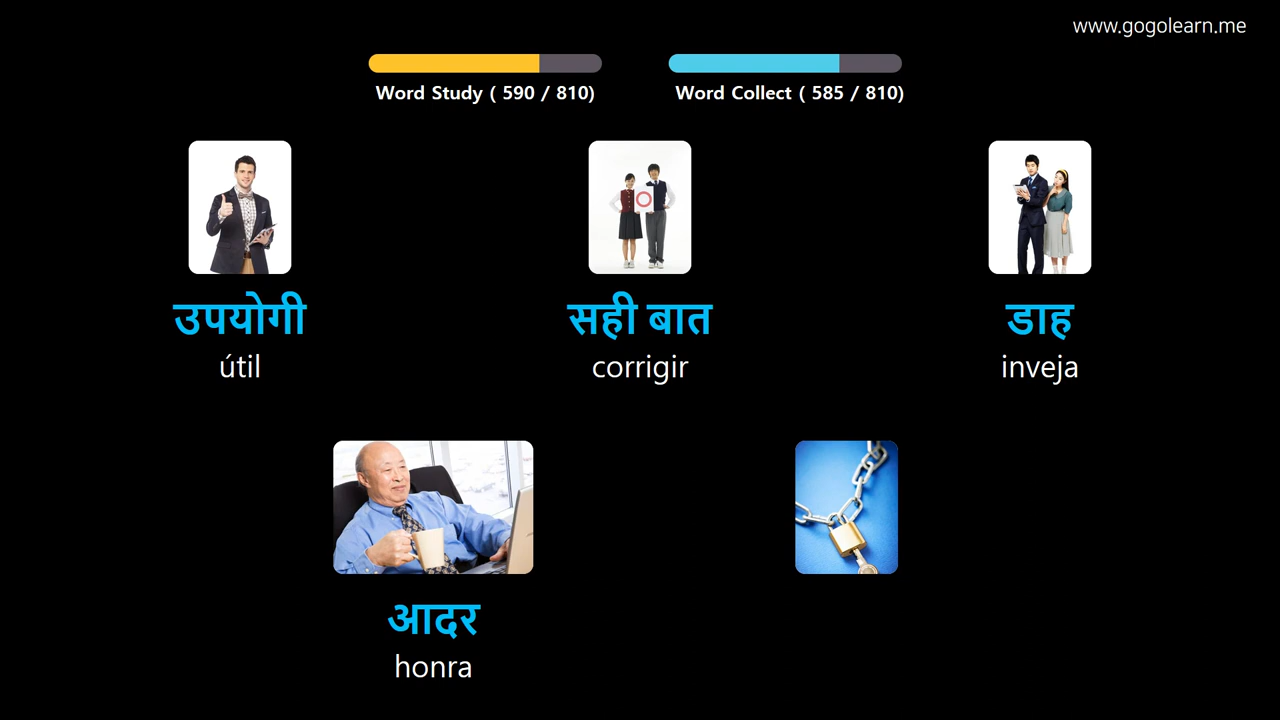 www.gogolearn.me
Word Study ( 590 / 810)
Word Collect ( 585 / 810)
उपयोगी
útil
सही बात
corrigir
डाह
inveja
आदर
honra